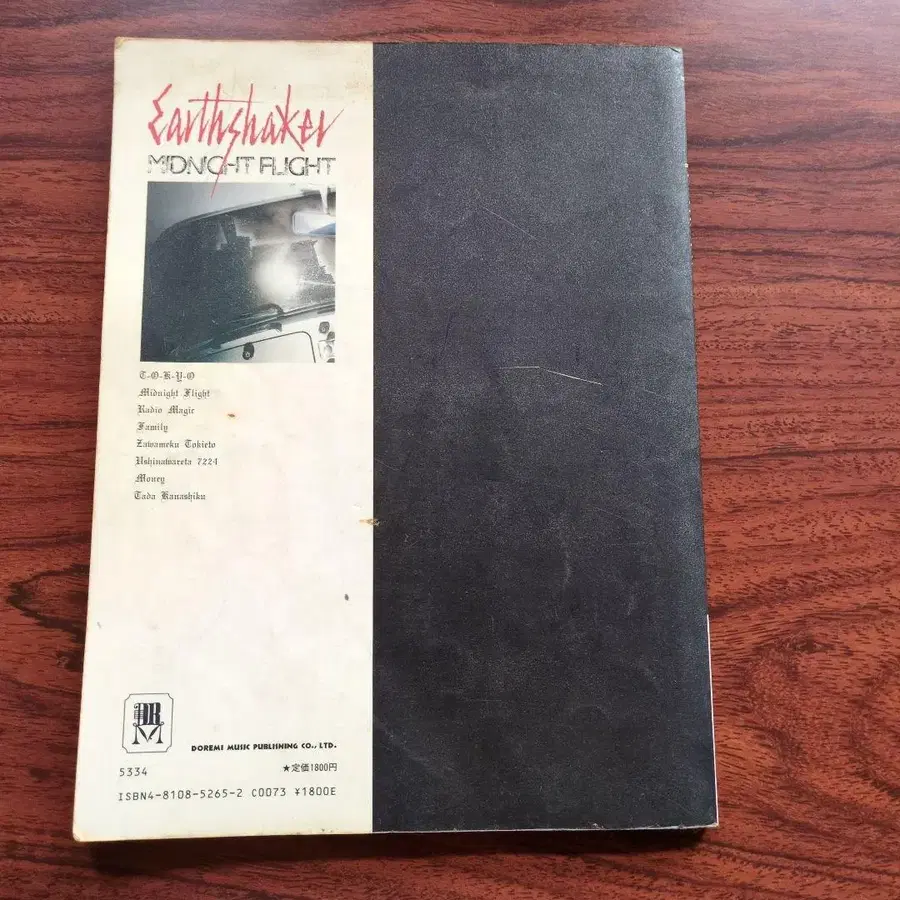 Earthshaker
MIDNIGHT FLIGHT
T-O-K-Y-O
Midnight Flight
Radio Magic
Family
Zawameku Tokieto
Ushinawareta 7224
Money
Tada Kanashiku
DRM
DOREMI MUSIC PUBLISHING CO., LTD.
5334
★定価1800円
ISBN4-8108-5265-2 C0073 ¥1800E